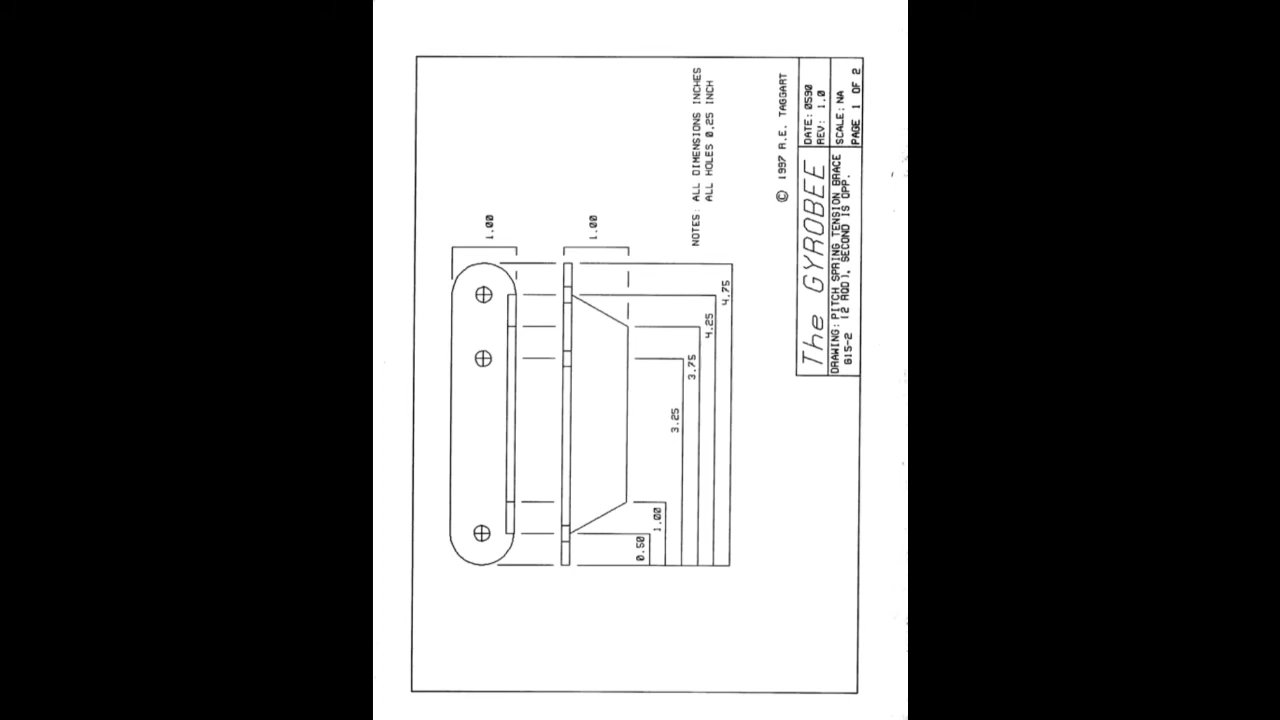 1.00
1.00
0.50
1.00
3.25
3.75
4.25
4.75
NOTES: ALL DIMENSIONS INCHES
ALL HOLES 0.25 INCH
© 1997 R.E. TAGGART
The GYROBEE
DATE: 0590
REV: 1.0
DRAWING: PITCH SPRING TENSION BRACE
G15-2 (2 RQD), SECOND IS OPP.
SCALE: NA
PAGE 1 OF 2